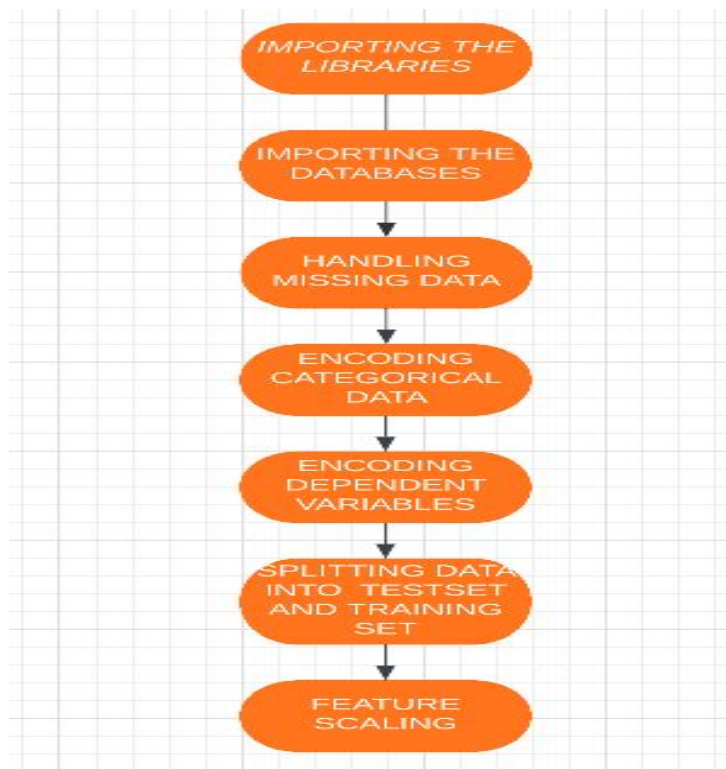 IMPORTING THE
LIBRARIES
IMPORTING THE
DATABASES
HANDLING
MISSING DATA
ENCODING
CATEGORICAL
DATA
ENCODING
DEPENDENT
VARIABLES
SPLITTING DATA
INTO TESTSET
AND TRAINING
SET
FEATURE
SCALING